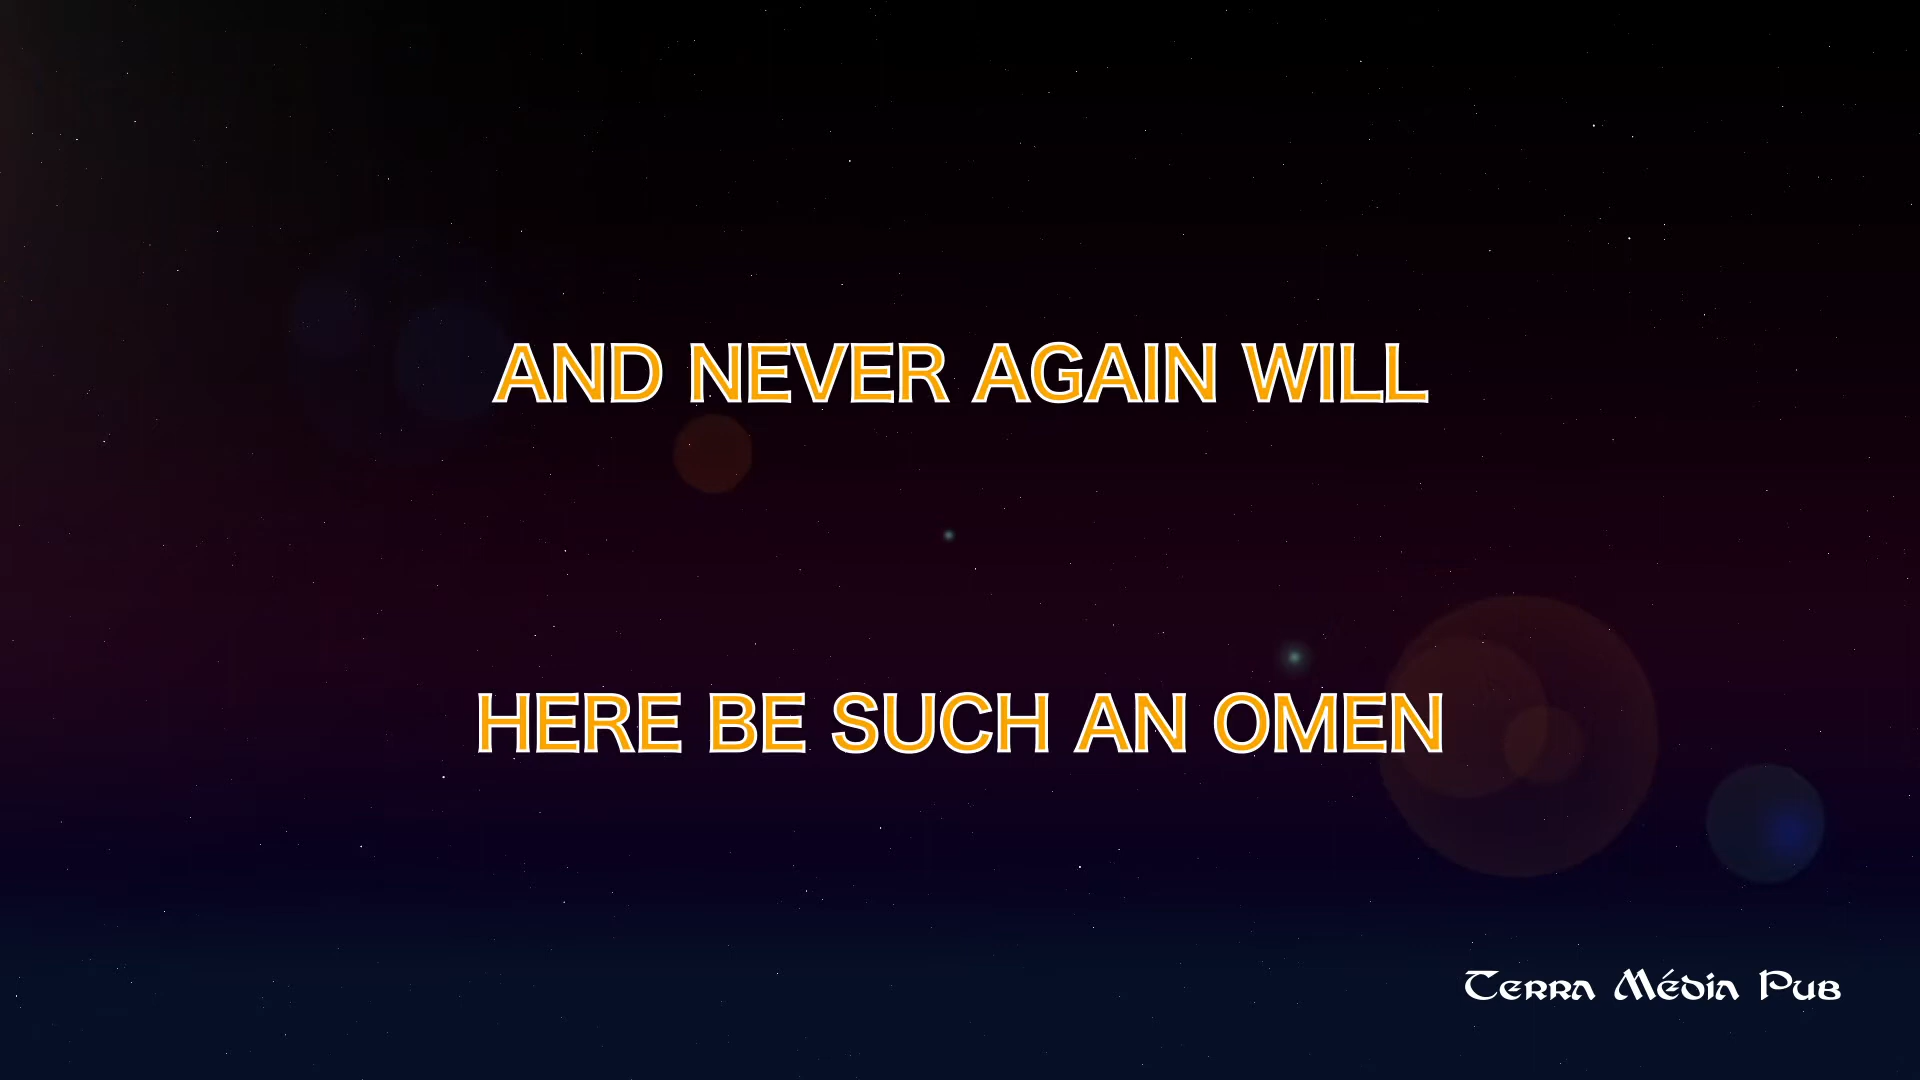 AND NEVER AGAIN WILL
HERE BE SUCH AN OMEN
Terra Média Pub